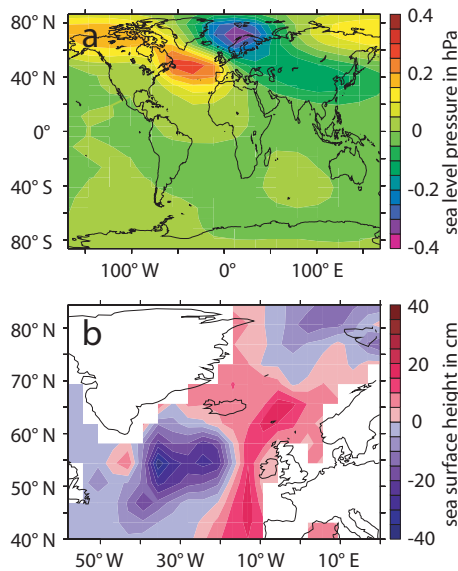 a
80° N
40° N
0°
40° S
80° S
100° W
0°
100° E
0.4
0.2
0
-0.2
-0.4
sea level pressure in hPa
b
80° N
70° N
65° N
60° N
50° N
40° N
50° W
30° W
10° W
10° E
40
20
0
-20
-40
sea surface height in cm